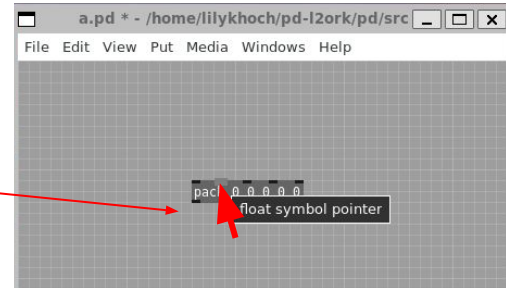 a.pd * - /home/lilykhoch/pd-l2ork/pd/src
File Edit View Put Media Windows Help
pack 0 0 0 0 0
float symbol pointer